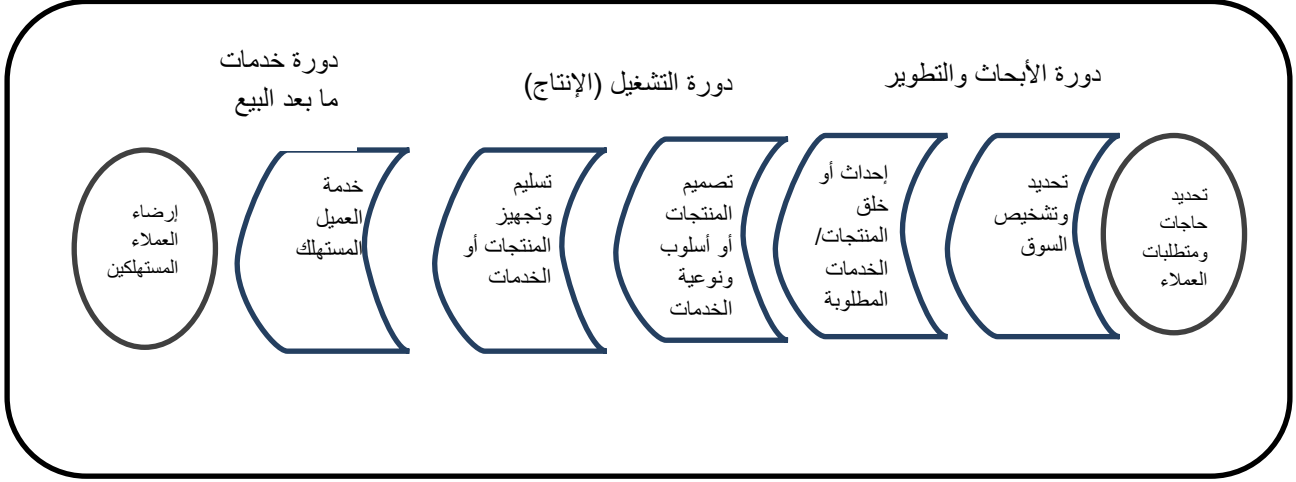 دورة الأبحاث والتطوير
دورة التشغيل (الإنتاج)
دورة خدمات
ما بعد البيع
تحديد
حاجات
ومتطلبات
العملاء
تحديد
وتشخيص
السوق
إحداث أو
خلق
المنتجات/
الخدمات
المطلوبة
تصميم
المنتجات
أو أسلوب
ونوعية
الخدمات
تسليم
وتجهيز
المنتجات أو
الخدمات
خدمة
العميل
المستهلك
إرضاء
العملاء
المستهلكين